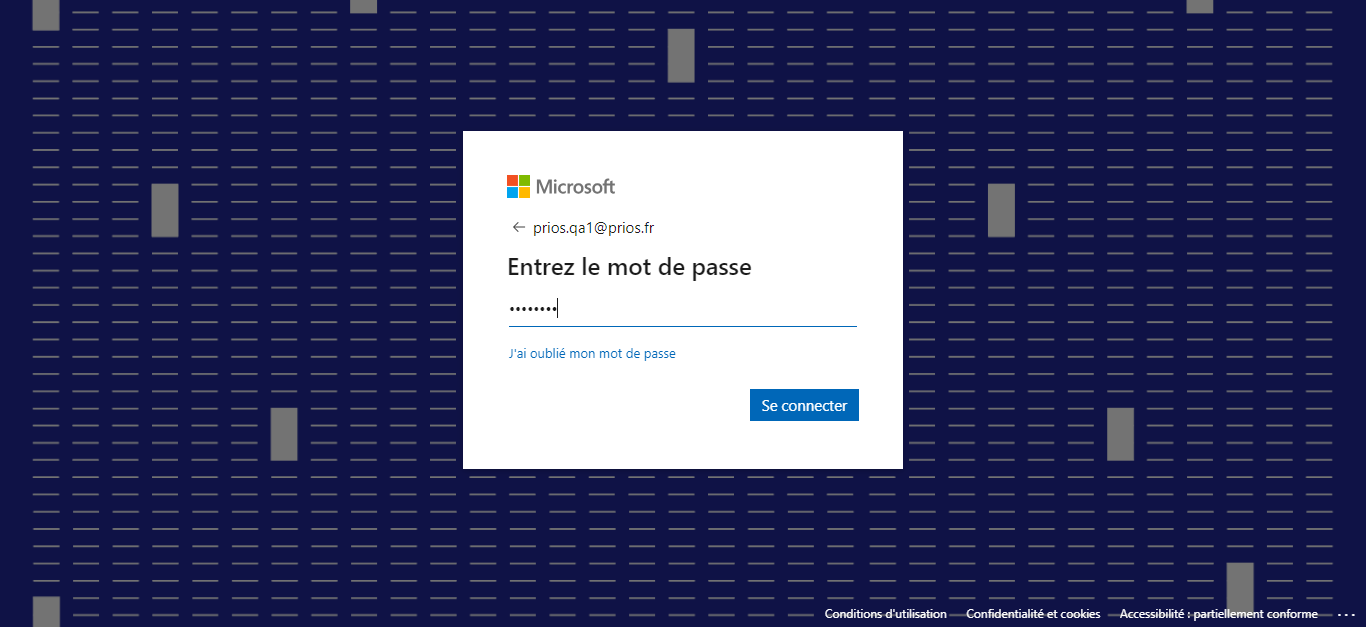 Microsoft
prios.qa1@prios.fr
Entrez le mot de passe
••••••••
J'ai oublié mon mot de passe
Se connecter
Conditions d'utilisation Confidentialité et cookies Accessibilité : partiellement conforme ...